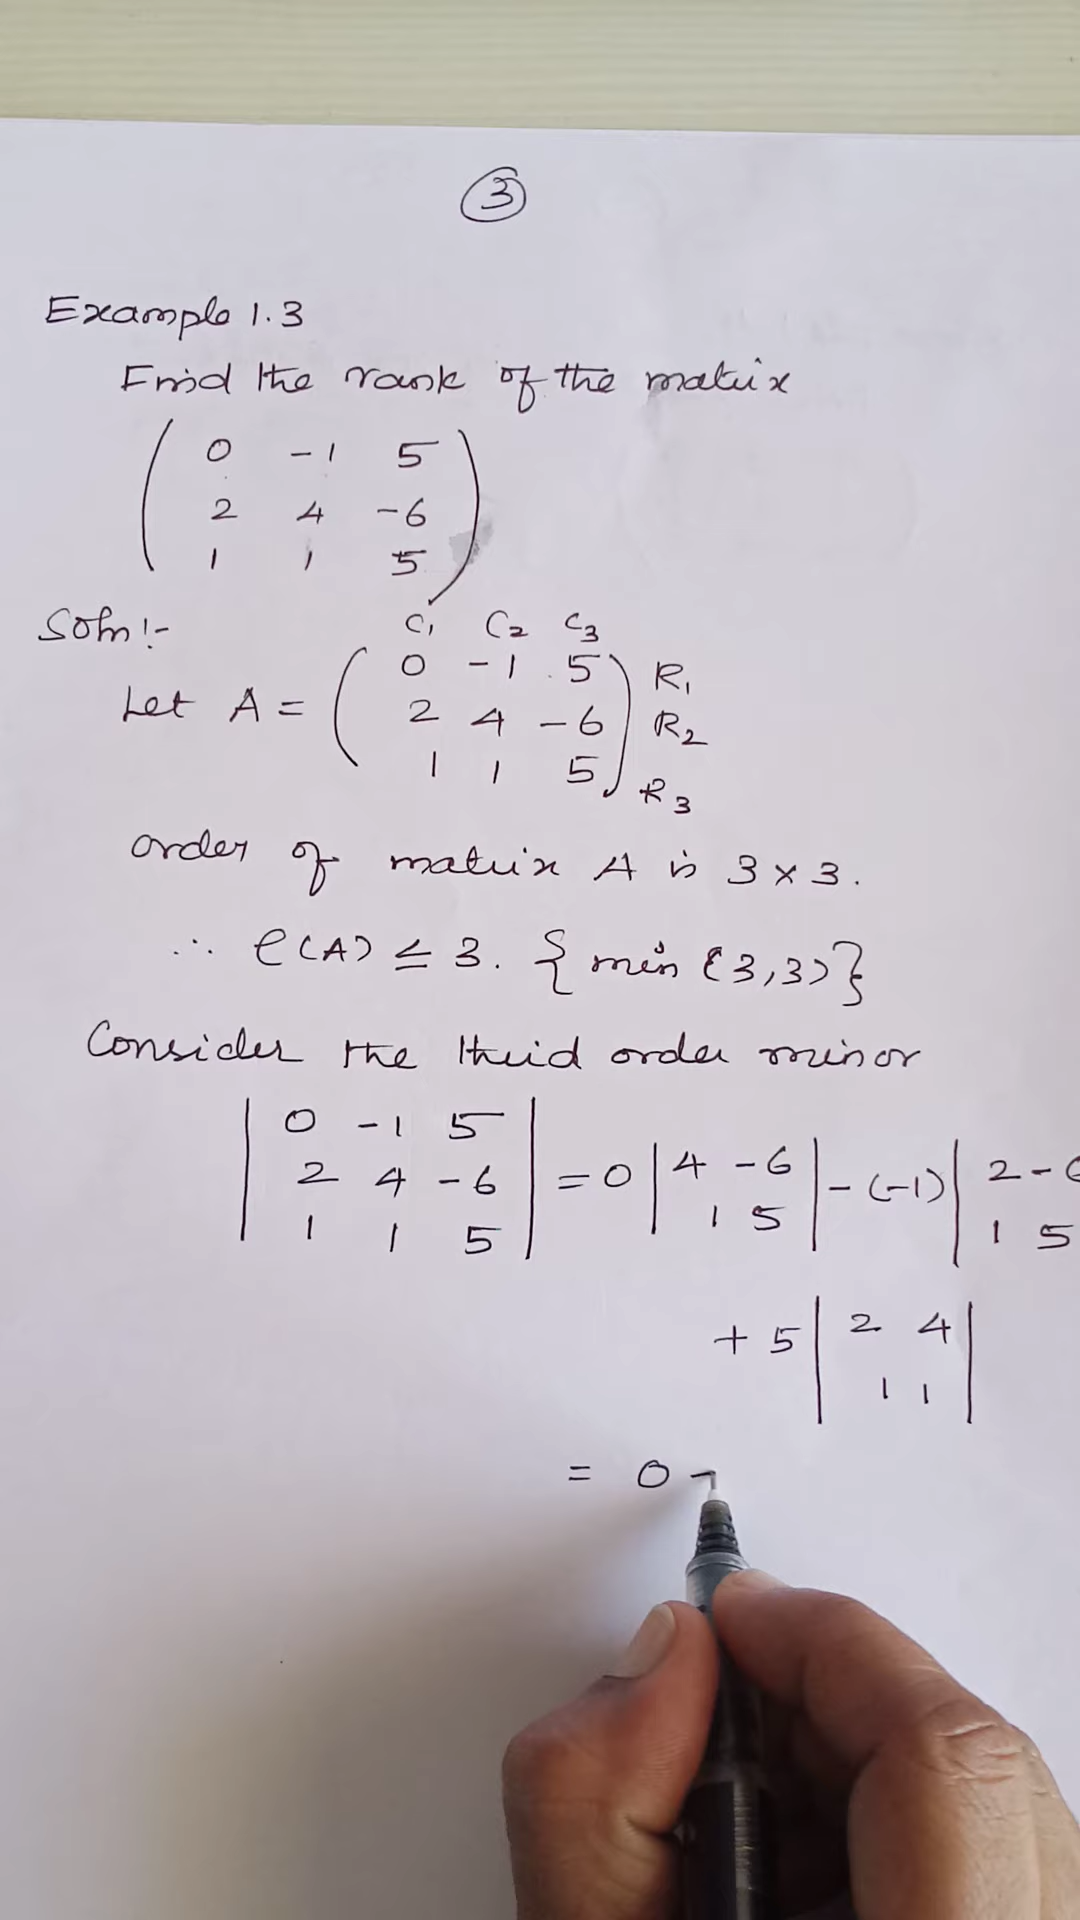 3
Example 1.3
Find the rank of the matrix
( 0 -1 5
2 4 -6
1 1 5 )
Soln:-
C1 C2 C3
Let A = ( 0 -1 5 R1
2 4 -6 R2
1 1 5 ) R3
Order of matrix A is 3 × 3.
∴ ρ(A) ≤ 3. {min (3,3)}
Consider the third order minor
| 0 -1 5 |
| 2 4 -6 | = 0 | 4 -6 | - (-1) | 2 -6
| 1 1 5 | | 1 5 | | 1 5
+ 5 | 2 4 |
| 1 1 |
= 0 -